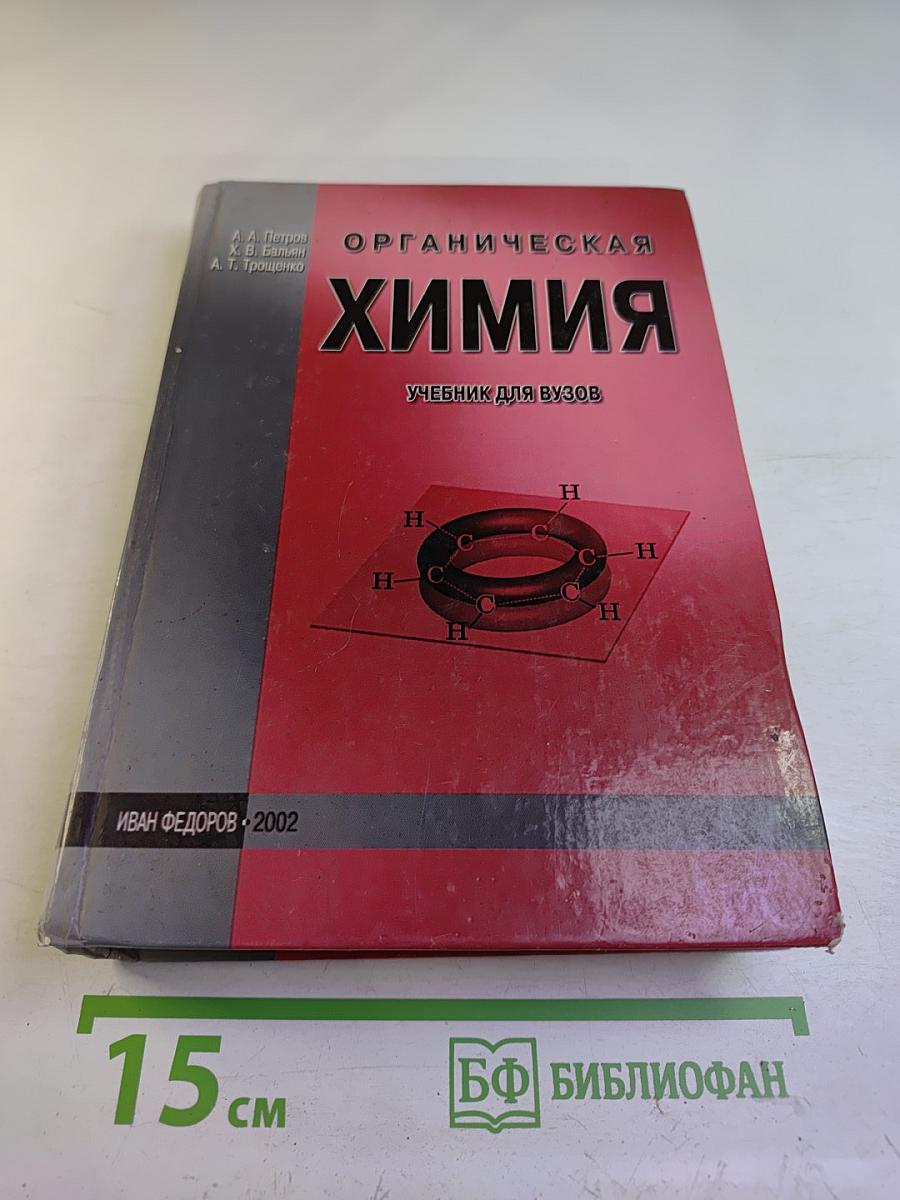 А. А. Петров
Х. В. Бальян
А. Т. Трощенко
ОРГАНИЧЕСКАЯ
ХИМИЯ
УЧЕБНИК ДЛЯ ВУЗОВ
H
H
C
C
H
C
H
C
C
C
H
H
ИВАН ФЕДОРОВ • 2002
15 см
БФ БИБЛИОФАН